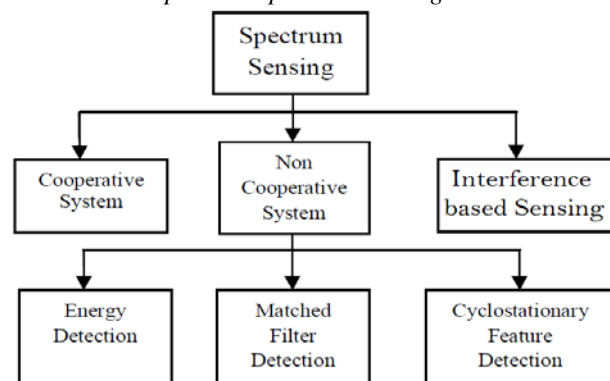 Spectrum
Sensing
Cooperative
System
Non
Cooperative
System
Interference
based Sensing
Energy
Detection
Matched
Filter
Detection
Cyclostationary
Feature
Detection